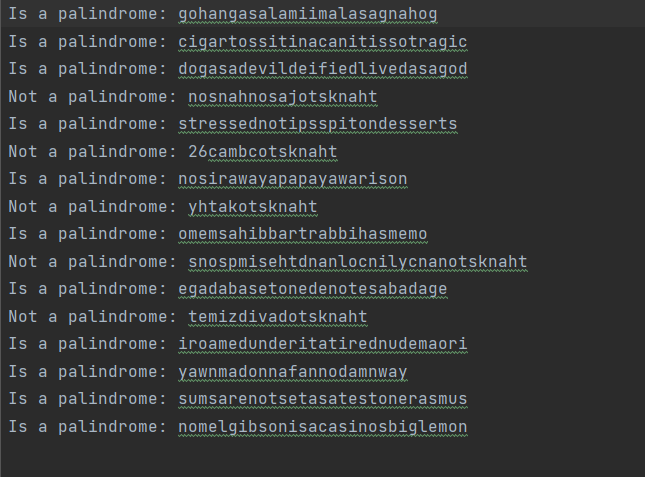 Is a palindrome: gohangasalamiimalasagnahog
Is a palindrome: cigartossitinacanitissotragic
Is a palindrome: dogasadevildeifiedlivedasagod
Not a palindrome: nosnahnosajotsknaht
Is a palindrome: stressednotipsspitondesserts
Not a palindrome: 26cambcotsknaht
Is a palindrome: nosirawayapapayawarison
Not a palindrome: yhtakotsknaht
Is a palindrome: omemsahibbartrabbihasmemo
Not a palindrome: snospmisehtdnanlocnilycnanotsknaht
Is a palindrome: egadabasetonedenotesabadage
Not a palindrome: temizdivadotsknaht
Is a palindrome: iroamedunderitatirednudemaori
Is a palindrome: yawnmadonnafannodamnway
Is a palindrome: sumsarenotsetasatestonerasmus
Is a palindrome: nomelgibsonisacasinosbiglemon